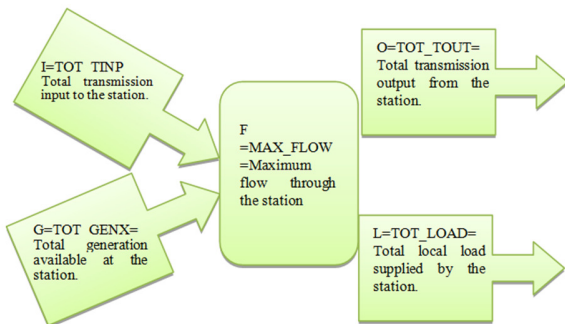 I=TOT_TINP
Total transmission
input to the station.
G=TOT_GENX=
Total generation
available at the
station.
F
=MAX_FLOW
=Maximum
flow through
the station
O=TOT_TOUT=
Total transmission
output from the
station.
L=TOT_LOAD=
Total local load
supplied by the
station.